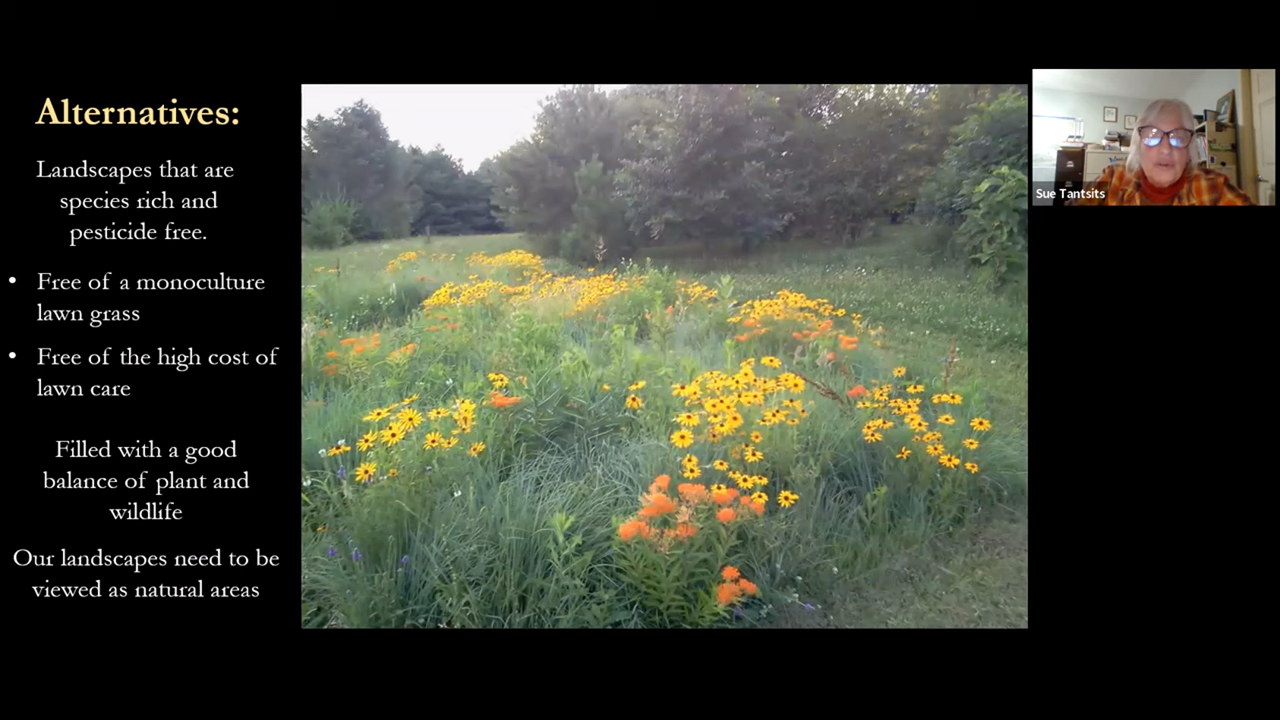 Alternatives:
Landscapes that are
species rich and
pesticide free.
• Free of a monoculture
lawn grass
• Free of the high cost of
lawn care
Filled with a good
balance of plant and
wildlife
Our landscapes need to be
viewed as natural areas
Sue Tantsits